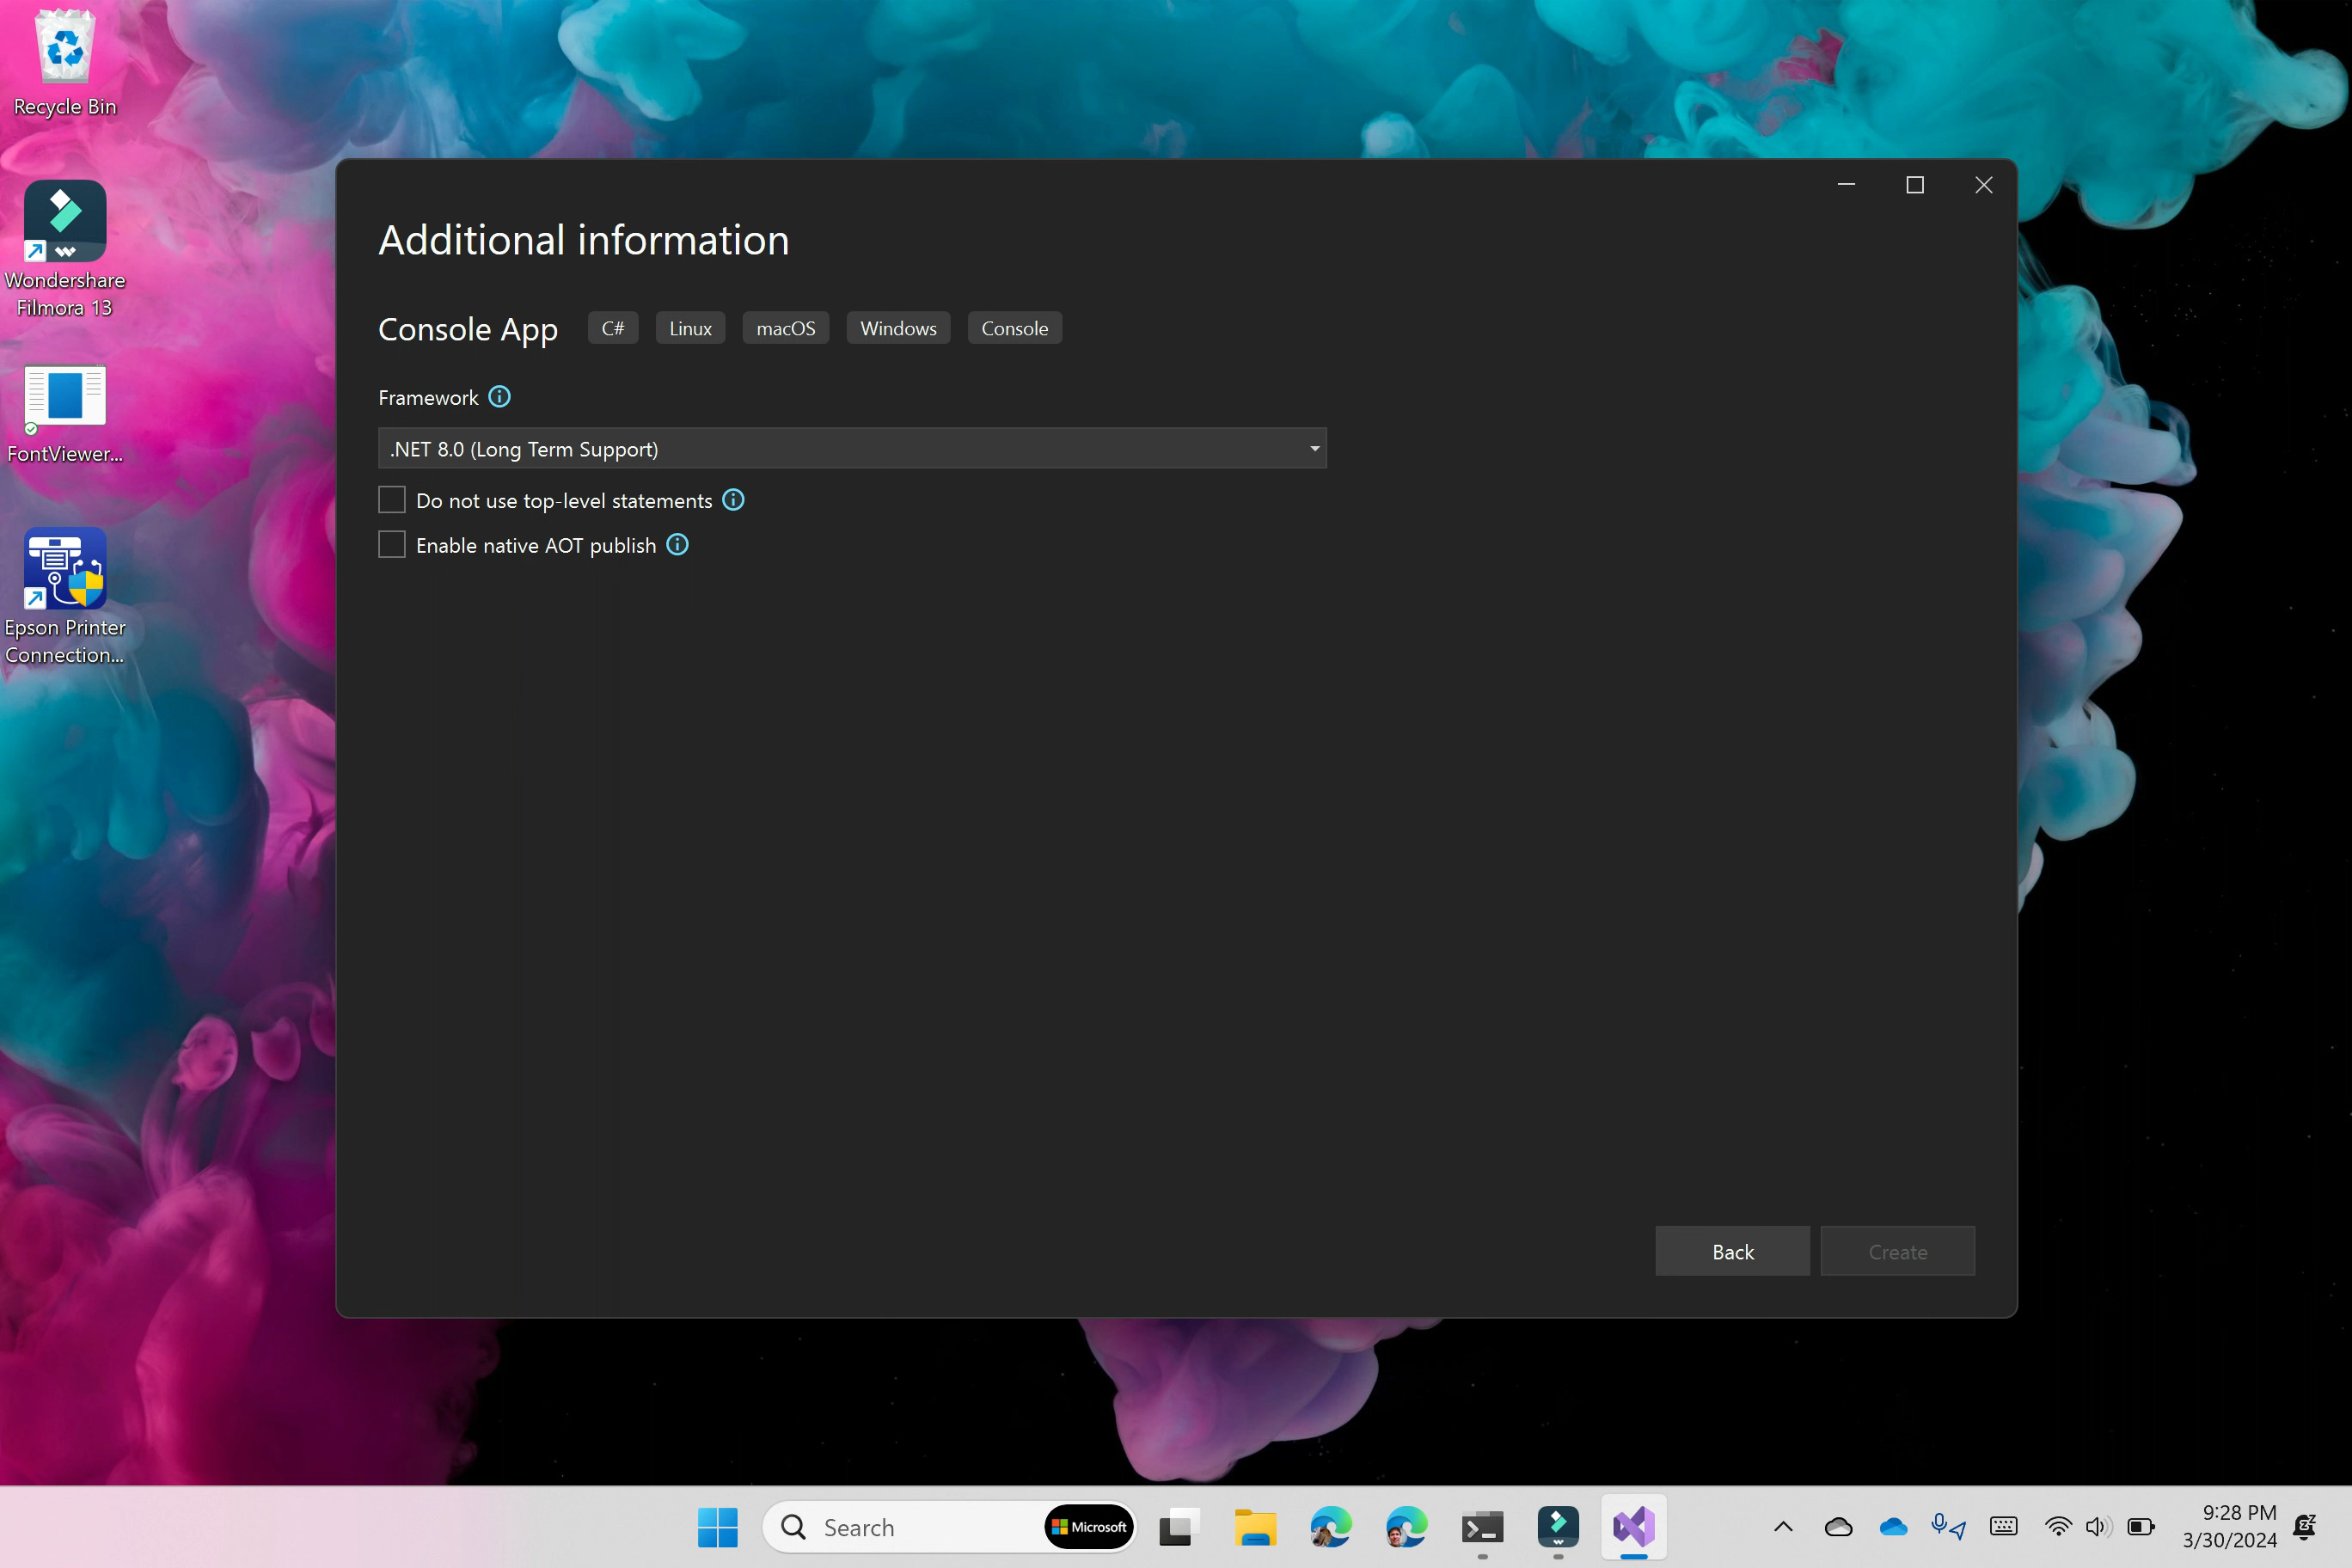 Recycle Bin
Wondershare
Filmora 13
FontViewer...
Epson Printer
Connection...
Additional information
Console App
C#
Linux
macOS
Windows
Console
Framework
.NET 8.0 (Long Term Support)
Do not use top-level statements
Enable native AOT publish
Back
Create
Search
Microsoft
9:28 PM
3/30/2024